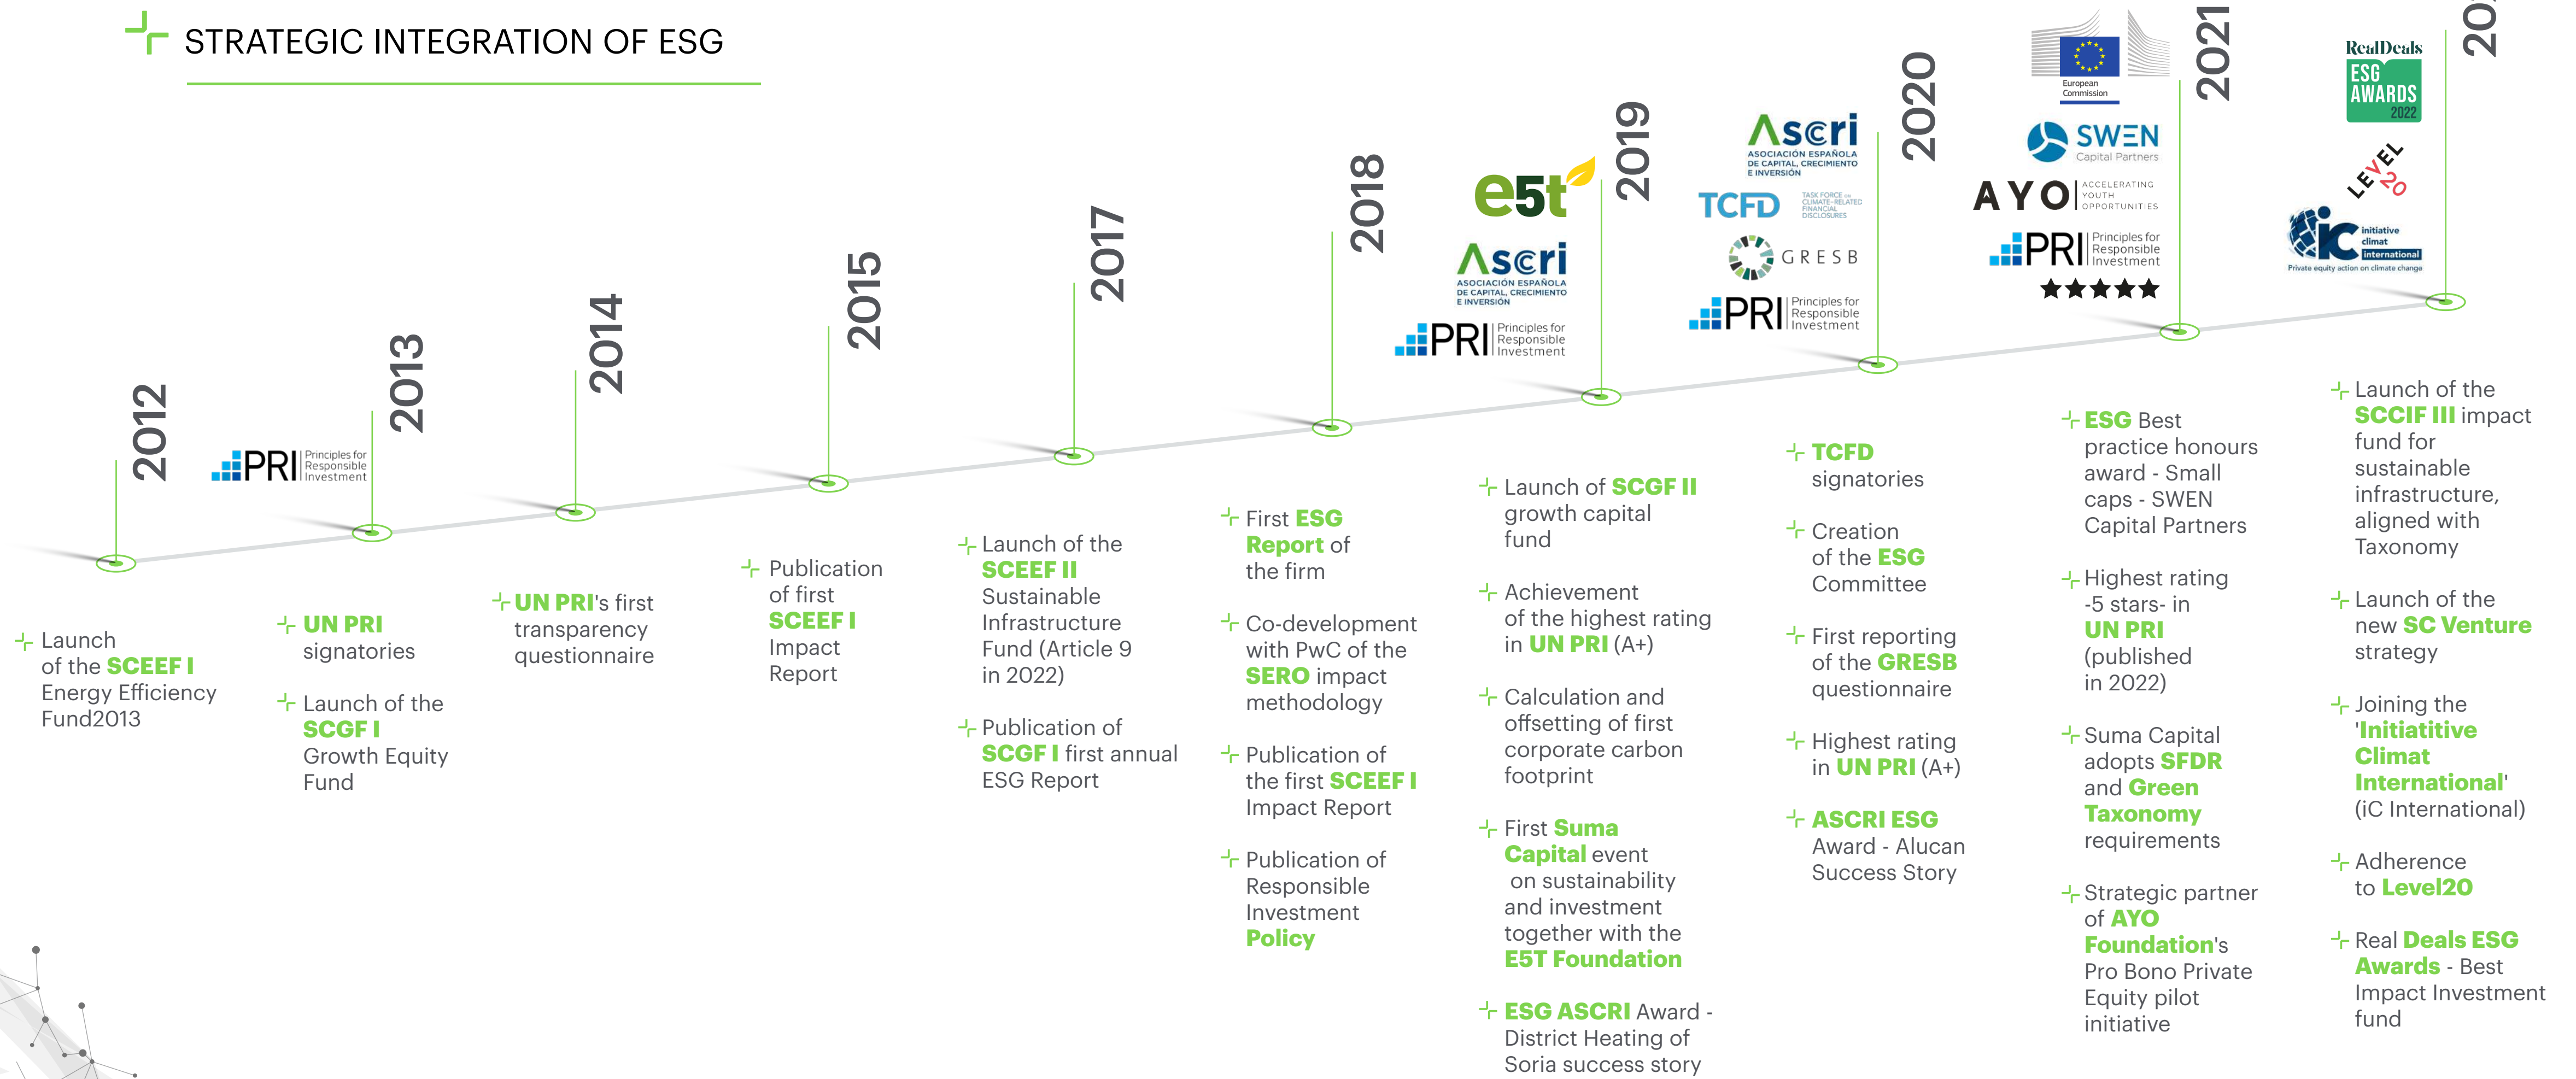 STRATEGIC INTEGRATION OF ESG
2012
Launch
of the SCEEF I
Energy Efficiency
Fund2013
2013
PRI
Principles for
Responsible
Investment
UN PRI
signatories
Launch of the
SCGF I
Growth Equity
Fund
2014
UN PRI's first
transparency
questionnaire
2015
Publication
of first
SCEEF I
Impact
Report
2017
Launch of the
SCEEF II
Sustainable
Infrastructure
Fund (Article 9
in 2022)
Publication of
SCGF I first annual
ESG Report
2018
First ESG
Report of
the firm
Co-development
with PwC of the
SERO impact
methodology
Publication of
the first SCEEF I
Impact Report
Publication of
Responsible
Investment
Policy
2019
e5t
Ascri
ASOCIACIÓN ESPAÑOLA
DE CAPITAL, CRECIMIENTO
E INVERSIÓN
PRI
Principles for
Responsible
Investment
Launch of SCGF II
growth capital
fund
Achievement
of the highest rating
in UN PRI (A+)
Calculation and
offsetting of first
corporate carbon
footprint
First Suma
Capital event
on sustainability
and investment
together with the
E5T Foundation
ESG ASCRI Award -
District Heating of
Soria success story
2020
Ascri
ASOCIACIÓN ESPAÑOLA
DE CAPITAL, CRECIMIENTO
E INVERSIÓN
TCFD
TASK FORCE ON
CLIMATE-RELATED
FINANCIAL
DISCLOSURES
GRESB
PRI
Principles for
Responsible
Investment
TCFD
signatories
Creation
of the ESG
Committee
First reporting
of the GRESB
questionnaire
Highest rating
in UN PRI (A+)
ASCRI ESG
Award - Alucan
Success Story
2021
European
Commission
SWEN
Capital Partners
AYO
ACCELERATING
YOUTH
OPPORTUNITIES
PRI
Principles for
Responsible
Investment
ESG Best
practice honours
award - Small
caps - SWEN
Capital Partners
Highest rating
-5 stars- in
UN PRI
(published
in 2022)
Suma Capital
adopts SFDR
and Green
Taxonomy
requirements
Strategic partner
of AYO
Foundation's
Pro Bono Private
Equity pilot
initiative
RealDeals
ESG
AWARDS
2022
LEVEL
20
iC
initiative
climat
international
Private equity action on climate change
Launch of the
SCCIF III impact
fund for
sustainable
infrastructure,
aligned with
Taxonomy
Launch of the
new SC Venture
strategy
Joining the
'Initiatitive
Climat
International'
(iC International)
Adherence
to Level20
Real Deals ESG
Awards - Best
Impact Investment
fund